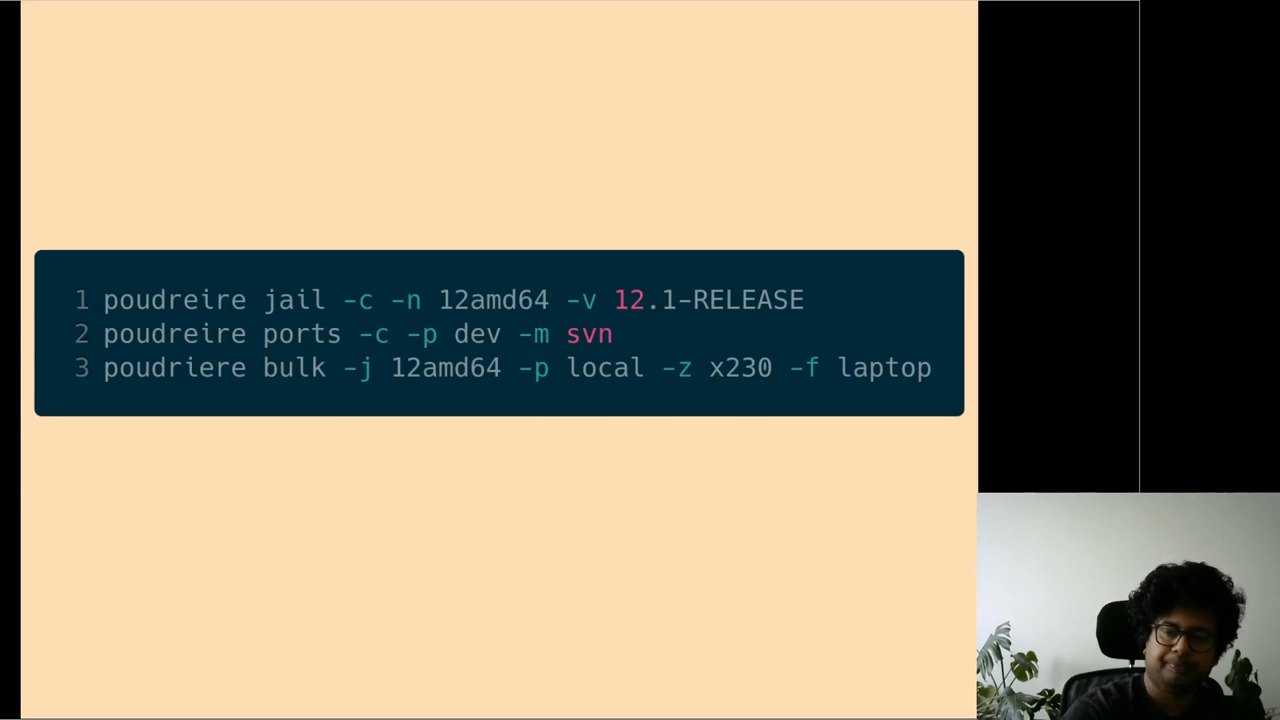 1 poudreire jail -c -n 12amd64 -v 12.1-RELEASE
2 poudreire ports -c -p dev -m svn
3 poudriere bulk -j 12amd64 -p local -z x230 -f laptop